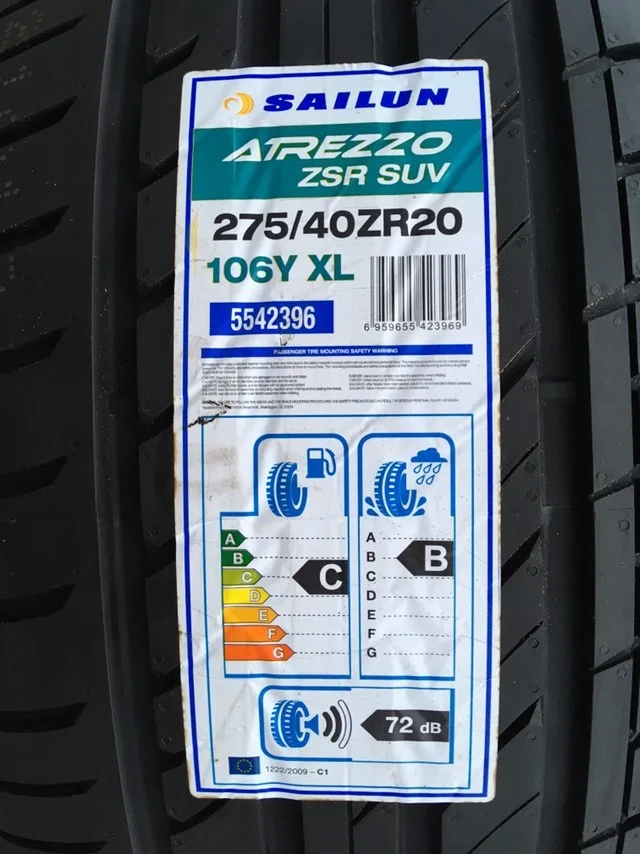 SAILUN
ATREZZO
ZSR SUV
275/40ZR20
106Y XL
5542396
6 959655 423969
PASSENGER TIRE MOUNTING SAFETY WARNING
A
B
C
D
E
F
G
C
A
B
C
D
E
F
G
B
72 dB
1222/2009 - C1